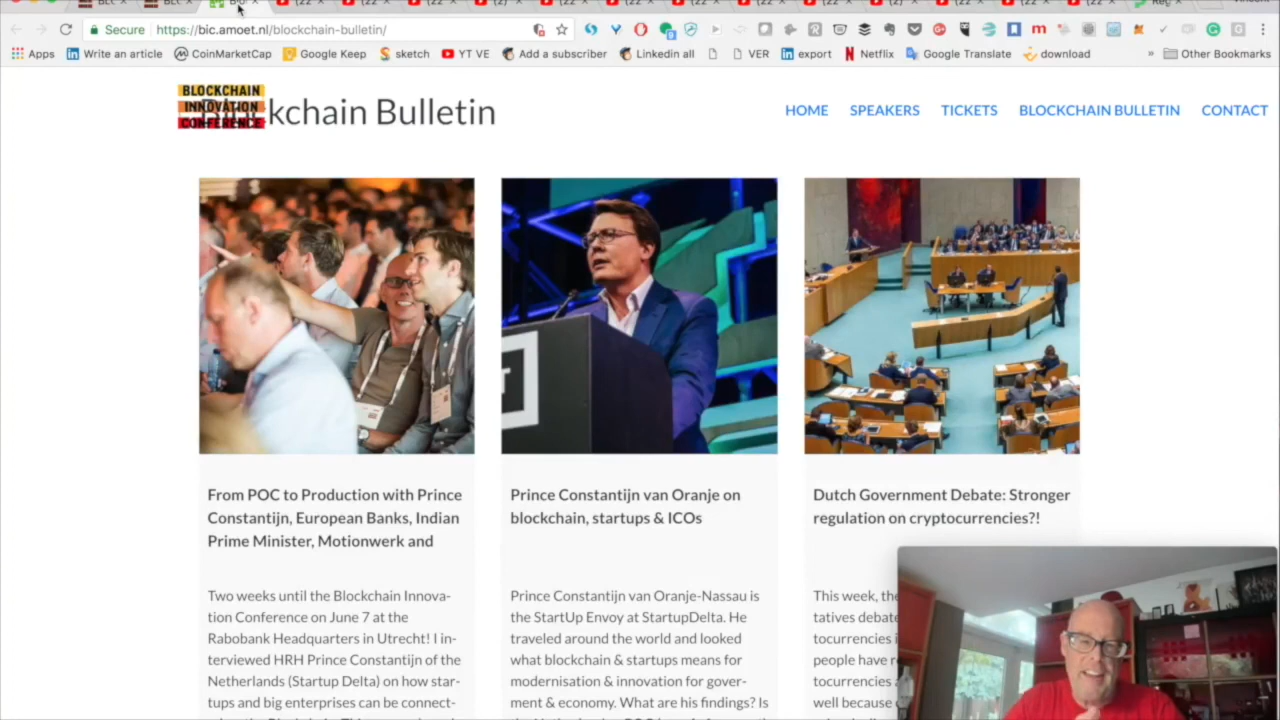 Secure https://bic.amoet.nl/blockchain-bulletin/
Apps Write an article CoinMarketCap Google Keep sketch YT VE Add a subscriber Linkedin all VER export Netflix Google Translate download » Other Bookmarks
BLOCKCHAIN
INNOVATION
CONFERENCE
Blockchain Bulletin
HOME SPEAKERS TICKETS BLOCKCHAIN BULLETIN CONTACT
From POC to Production with Prince
Constantijn, European Banks, Indian
Prime Minister, Motionwerk and
Two weeks until the Blockchain Innova-
tion Conference on June 7 at the
Rabobank Headquarters in Utrecht! I in-
terviewed HRH Prince Constantijn of the
Netherlands (Startup Delta) on how star-
tups and big enterprises can be connect-
Prince Constantijn van Oranje on
blockchain, startups & ICOs
Prince Constantijn van Oranje-Nassau is
the StartUp Envoy at StartupDelta. He
traveled around the world and looked
what blockchain & startups means for
modernisation & innovation for gover-
ment & economy. What are his findings? Is
Dutch Government Debate: Stronger
regulation on cryptocurrencies?!
This week, the
tatives debate
tocurrencies i
people have r
tocurrencies a
well because